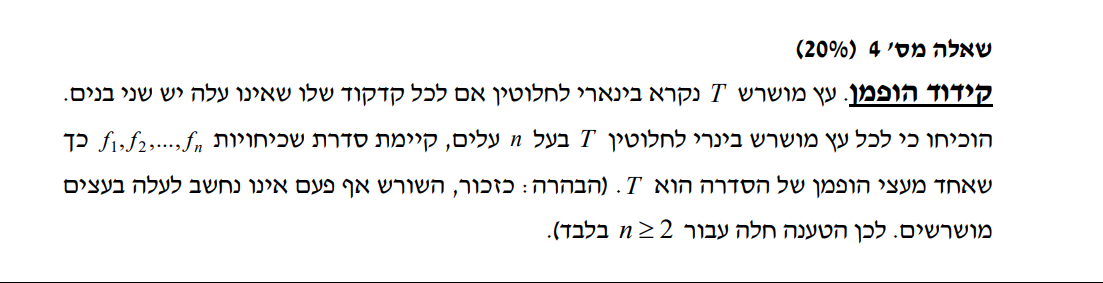 שאלה מס' 4 (20%)
קידוד הופמן. עץ מושרש T נקרא בינארי לחלוטין אם לכל קדקוד שלו שאינו עלה יש שני בנים.
הוכיחו כי לכל עץ מושרש בינרי לחלוטין T בעל n עלים, קיימת סדרת שכיחויות f₁,f₂,...,fₙ כך
שאחד מעצי הופמן של הסדרה הוא T. (הבהרה: כזכור, השורש אף פעם אינו נחשב לעלה בעצים
מושרשים. לכן הטענה חלה עבור n ≥ 2 בלבד).